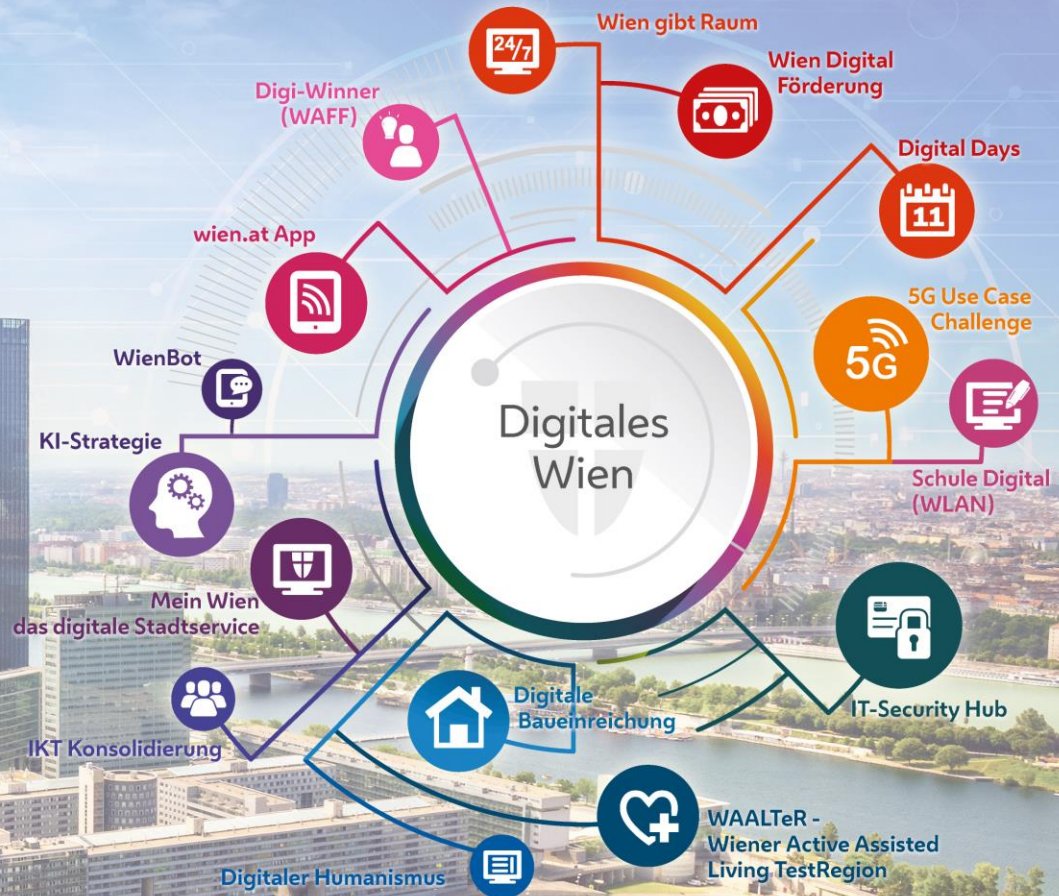 Wien gibt Raum
24/7
Wien Digital
Förderung
Digi-Winner
(WAFF)
Digital Days
11
wien.at App
5G Use Case
Challenge
5G
WienBot
KI-Strategie
Digitales
Wien
Schule Digital
(WLAN)
Mein Wien
das digitale Stadtservice
IT-Security Hub
Digitale
Baueinreichung
IKT Konsolidierung
WAALTeR -
Wiener Active Assisted
Living TestRegion
Digitaler Humanismus